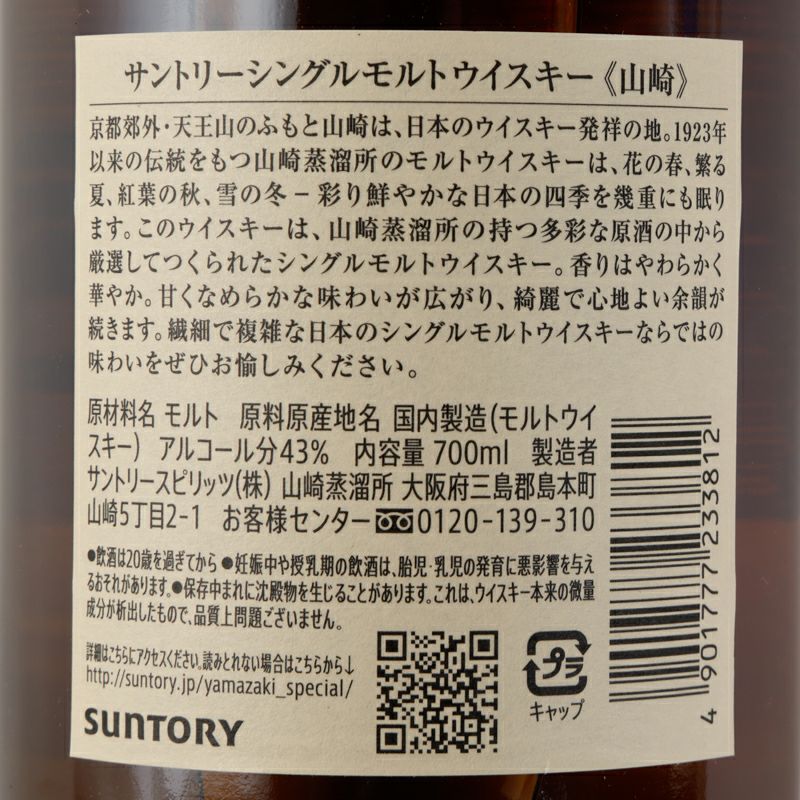 サントリーシングルモルトウイスキー《山崎》
京都郊外・天王山のふもと山崎は、日本のウイスキー発祥の地。1923年
以来の伝統をもつ山崎蒸溜所のモルトウイスキーは、花の春、繁る
夏、紅葉の秋、雪の冬－彩り鮮やかな日本の四季を幾重にも眠り
ます。このウイスキーは、山崎蒸溜所の持つ多彩な原酒の中から
厳選してつくられたシングルモルトウイスキー。香りはやわらかく
華やか。甘くなめらかな味わいが広がり、綺麗で心地よい余韻が
続きます。繊細で複雑な日本のシングルモルトウイスキーならではの
味わいをぜひお愉しみください。
原材料名 モルト 原料原産地名 国内製造(モルトウイ
スキー) アルコール分43% 内容量 700ml 製造者
サントリースピリッツ(株) 山崎蒸溜所 大阪府三島郡島本町
山崎5丁目2-1 お客様センター 0120-139-310
●飲酒は20歳を過ぎてから ●妊娠中や授乳期の飲酒は、胎児・乳児の発育に悪影響を与え
るおそれがあります。●保存中まれに沈殿物を生じることがあります。これは、ウイスキー本来の微量
成分が析出したもので、品質上問題ございません。
詳細はこちらにアクセスください。読みとれない場合はこちらから↓
http://suntory.jp/yamazaki_special/
SUNTORY
プラ
キャップ
4 901777 233812